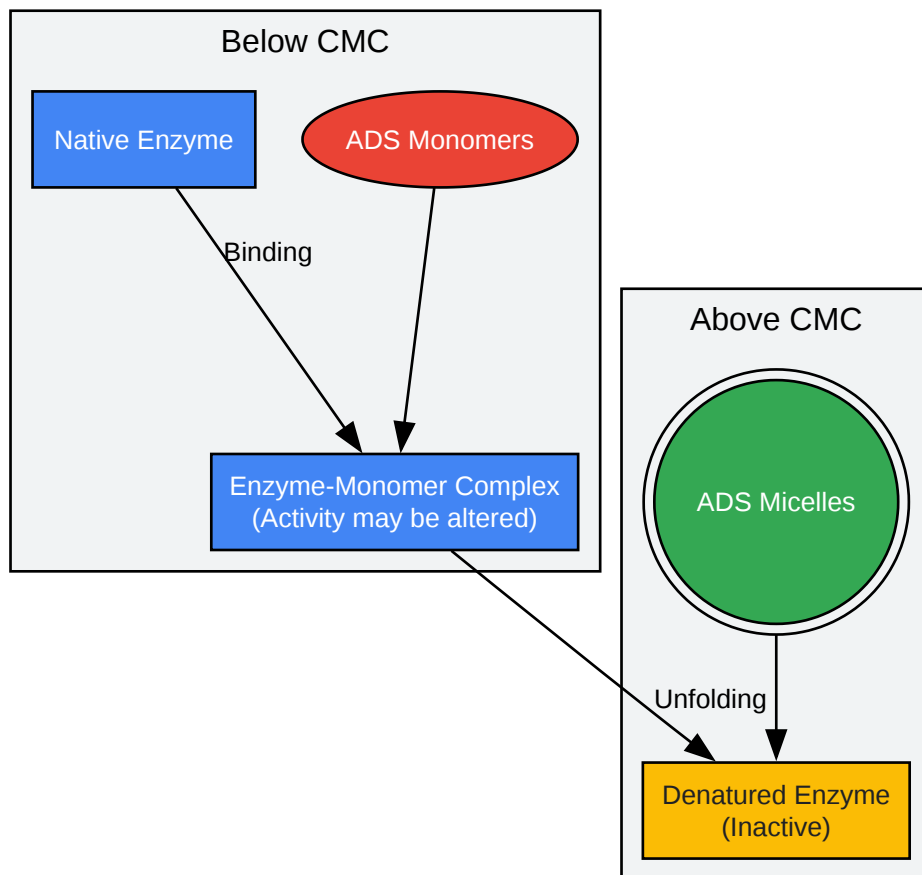 Below CMC
Native Enzyme
ADS Monomers
Binding
Enzyme-Monomer Complex
(Activity may be altered)
Above CMC
ADS Micelles
Unfolding
Denatured Enzyme
(Inactive)